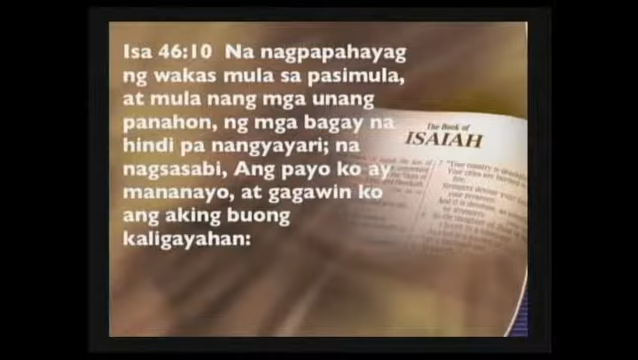 Isa 46:10 Na nagpapahayag
ng wakas mula sa pasimula,
at mula nang mga unang
panahon, ng mga bagay na
hindi pa nangyayari; na
nagsasabi, Ang payo ko ay
mananayo, at gagawin ko
ang aking buong
kaligayahan:
The Book of
ISAIAH